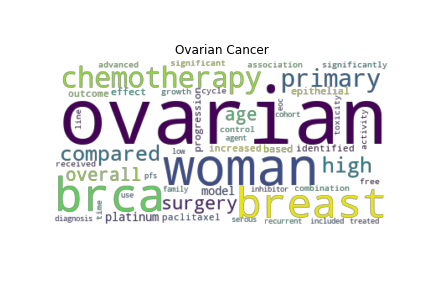 Ovarian Cancer
advanced significant association significantly
chemotherapy primary
outcome effect growth cycle epithelial
ovarian
line progression age eoc cohort toxicity activity
control
agent
compared low increased based identified
received overall pfs woman high
free
brca use family model inhibitor combination breast
time surgery
diagnosis platinum paclitaxel serous recurrent included treated